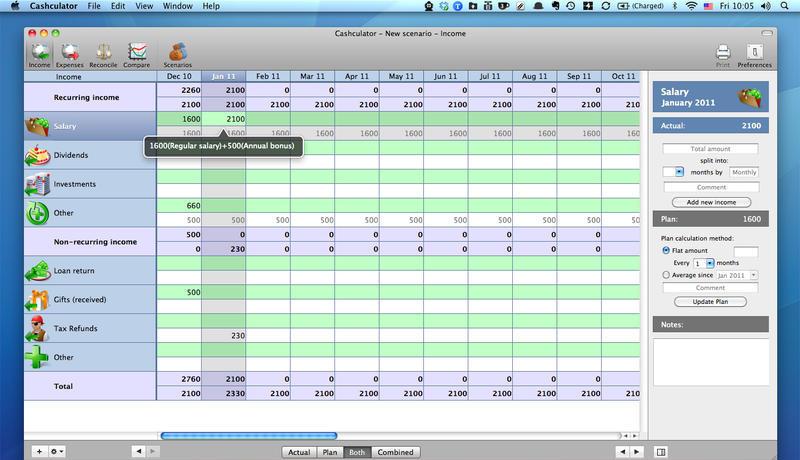 Cashculator File Edit View Window Help 4 (Charged) Fri 10:05
Cashculator - New scenario - Income
Income Expenses Reconcile Compare Scenarios Print Preferences
Income Dec 10 Jan 11 Feb 11 Mar 11 Apr 11 May 11 Jun 11 Jul 11 Aug 11 Sep 11 Oct 11
2260 2100 0 0 0 0 0 0 0 0 0
Recurring income
2100 2100 2100 2100 2100 2100 2100 2100 2100 2100 2100
1600 2100
Salary
1600 1600 1600 1600 1600 1600 1600 1600 1600 1600 160
1600(Regular salary)+500(Annual bonus)
Dividends
Investments
660
Other
500 500 500 500 500 500 500 500 500 500 50
500 0 0 0 0 0 0 0 0 0
Non-recurring income
0 230 0 0 0 0 0 0 0 0
Loan return
500
Gifts (received)
Tax Refunds
230
Other
2760 2100 0 0 0 0 0 0 0 0
Total
2100 2330 2100 2100 2100 2100 2100 2100 2100 2100 210
Actual Plan Both Combined
Salary
January 2011
Actual: 2100
Total amount
split into:
months by Monthly
Comment
Add new income
Plan: 1600
Plan calculation method:
Flat amount
Every 1 months
Average since Jan 2011
Comment
Update Plan
Notes: